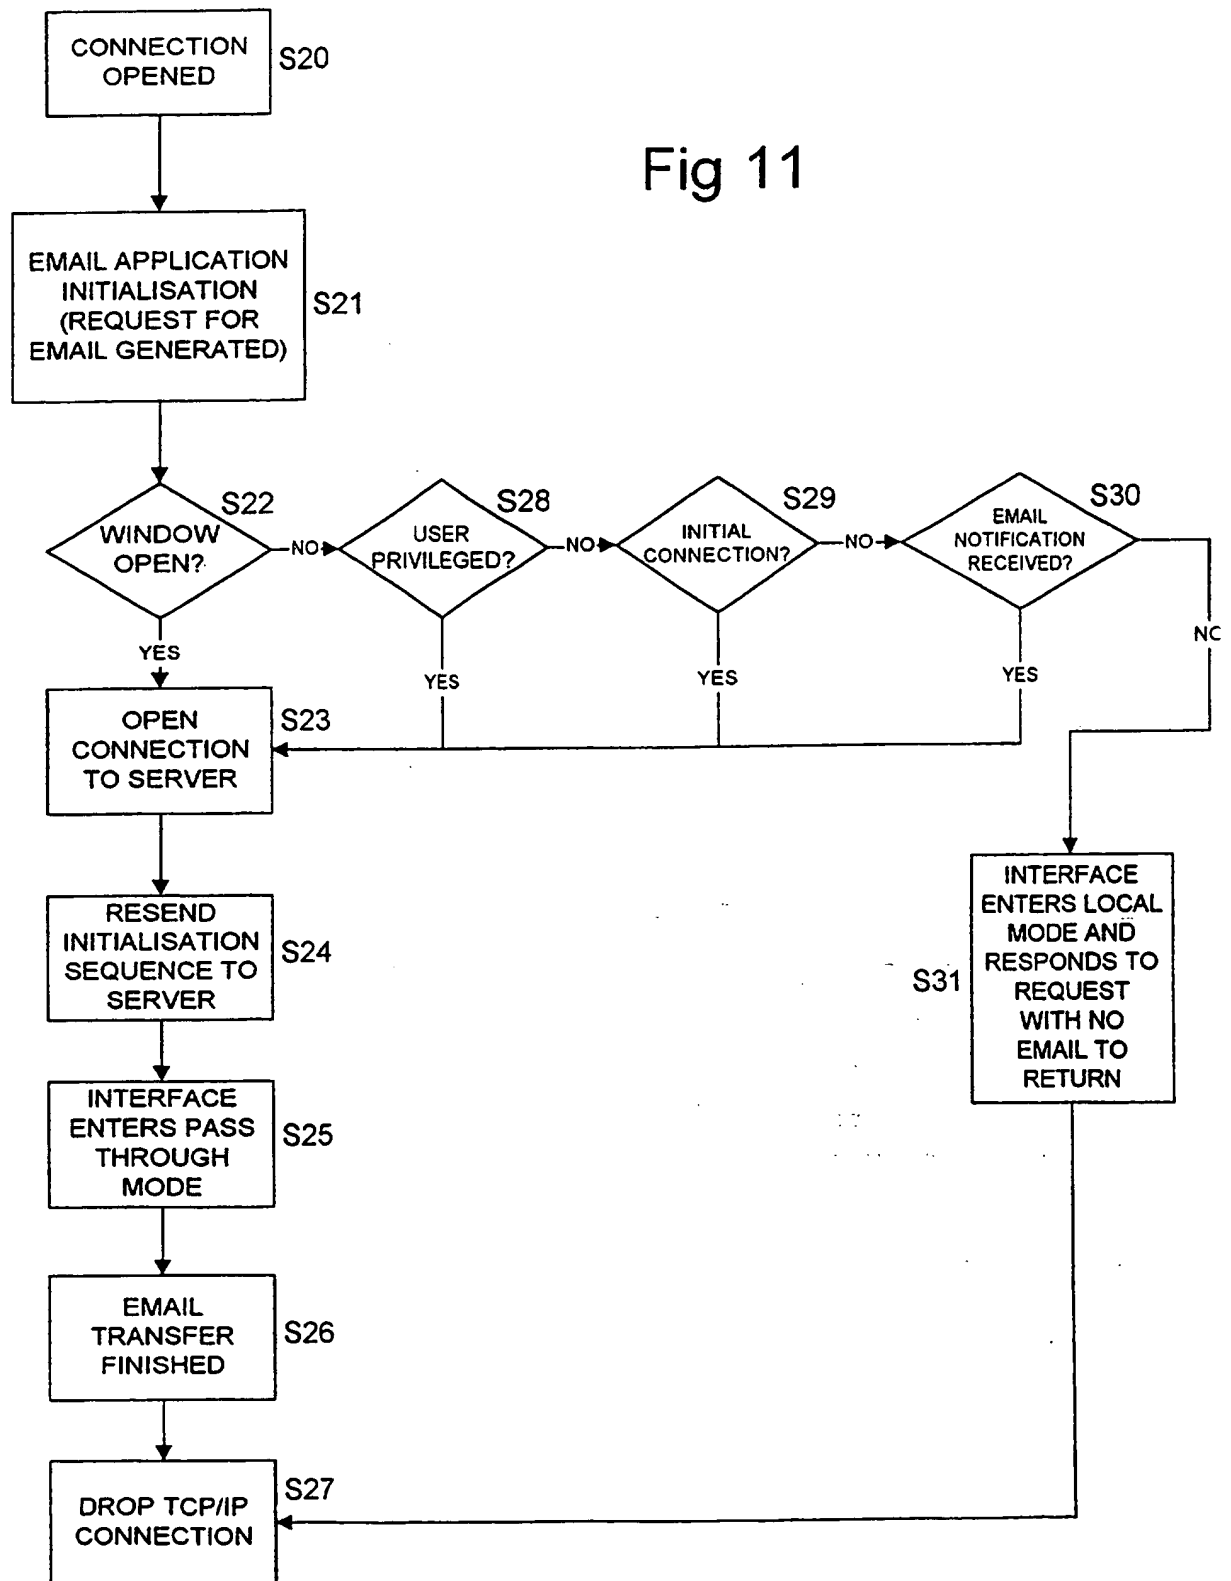 CONNECTION
OPENED
S20
Fig 11
EMAIL APPLICATION
INITIALISATION
(REQUEST FOR
EMAIL GENERATED)
S21
WINDOW
OPEN?
S22
NO
USER
PRIVILEGED?
S28
NO
INITIAL
CONNECTION?
S29
NO
EMAIL
NOTIFICATION
RECEIVED?
S30
NO
YES
YES
YES
YES
OPEN
CONNECTION
TO SERVER
S23
RESEND
INITIALISATION
SEQUENCE TO
SERVER
S24
INTERFACE
ENTERS LOCAL
MODE AND
RESPONDS TO
REQUEST
WITH NO
EMAIL TO
RETURN
S31
INTERFACE
ENTERS PASS
THROUGH
MODE
S25
EMAIL
TRANSFER
FINISHED
S26
DROP TCP/IP
CONNECTION
S27